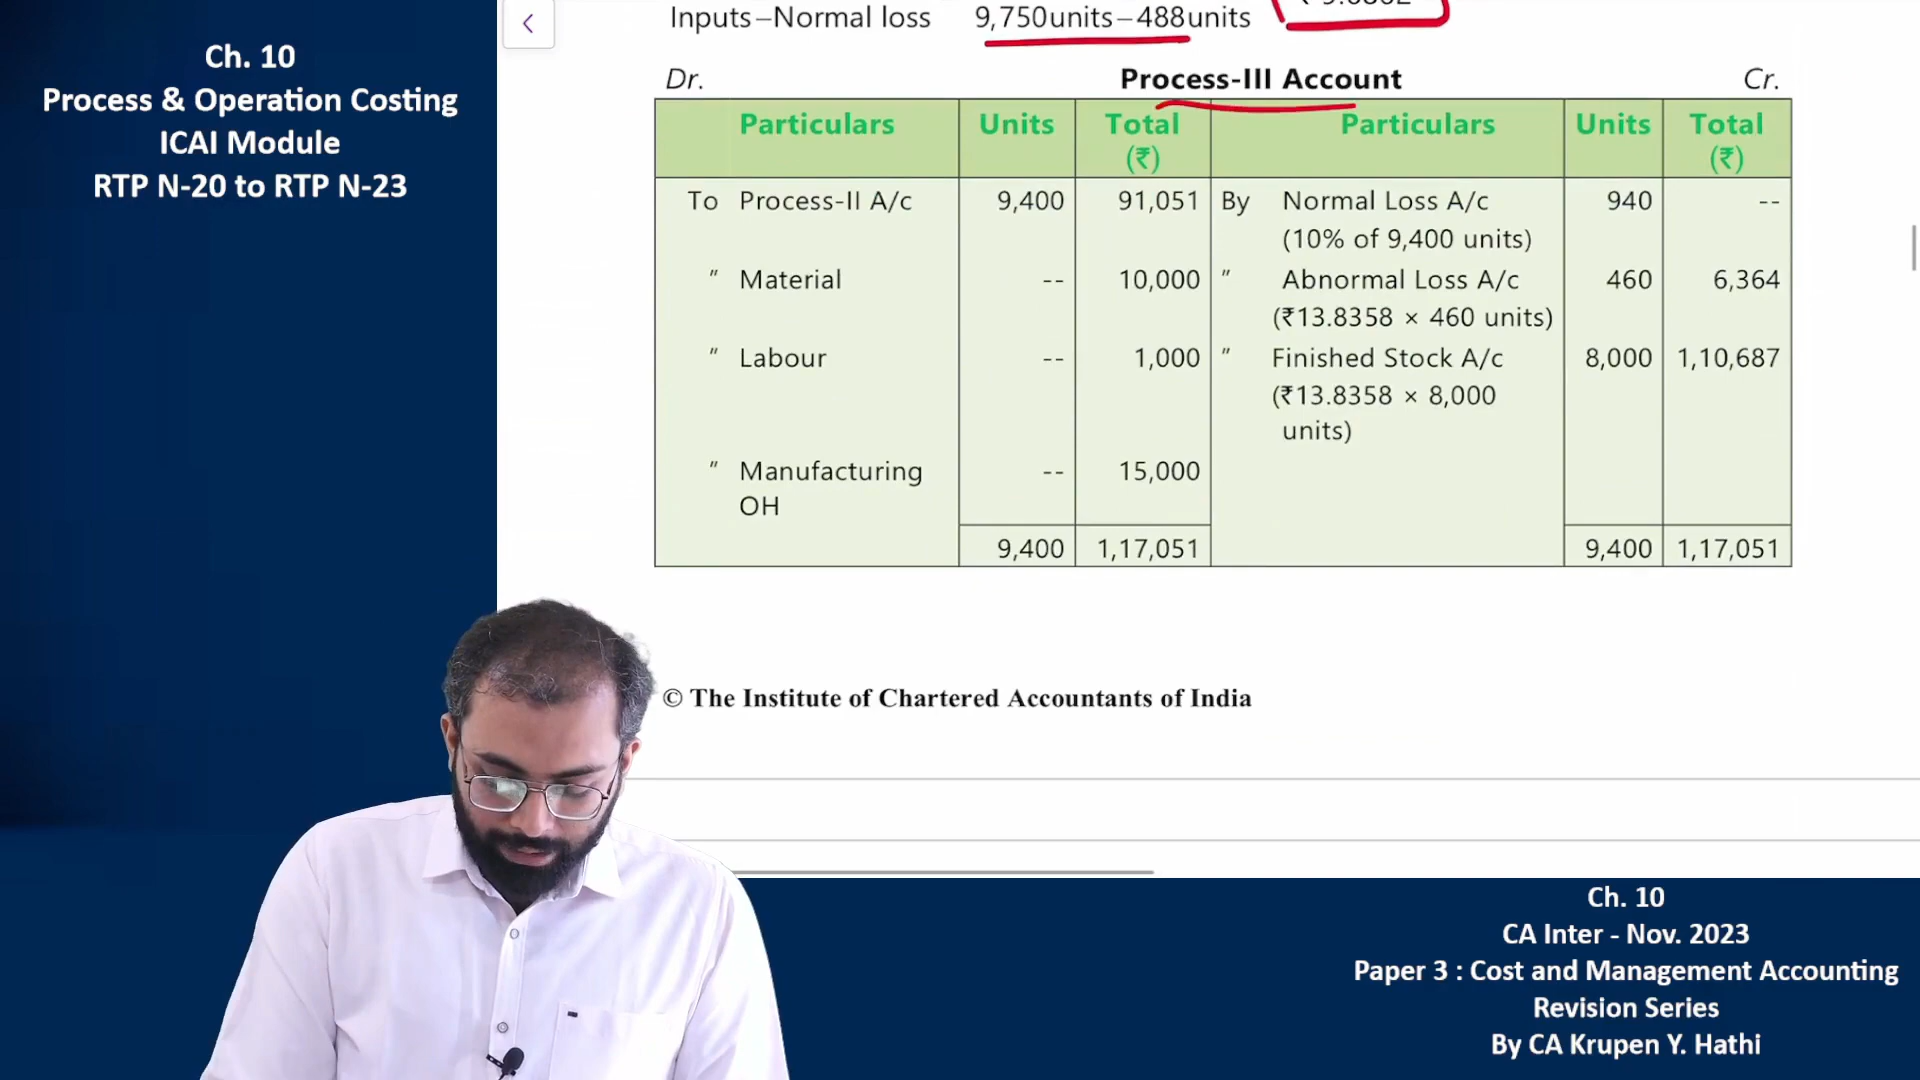 Ch. 10
Process & Operation Costing
ICAI Module
RTP N-20 to RTP N-23
Inputs–Normal loss 9,750units–488units
Dr. Process-III Account Cr.
Particulars Units Total (₹) Particulars Units Total (₹)
To Process-II A/c 9,400 91,051 By Normal Loss A/c 940 --
(10% of 9,400 units)
" Material -- 10,000 " Abnormal Loss A/c 460 6,364
(₹13.8358 × 460 units)
" Labour -- 1,000 " Finished Stock A/c 8,000 1,10,687
(₹13.8358 × 8,000
units)
" Manufacturing -- 15,000
OH
9,400 1,17,051 9,400 1,17,051
© The Institute of Chartered Accountants of India
Ch. 10
CA Inter - Nov. 2023
Paper 3 : Cost and Management Accounting
Revision Series
By CA Krupen Y. Hathi